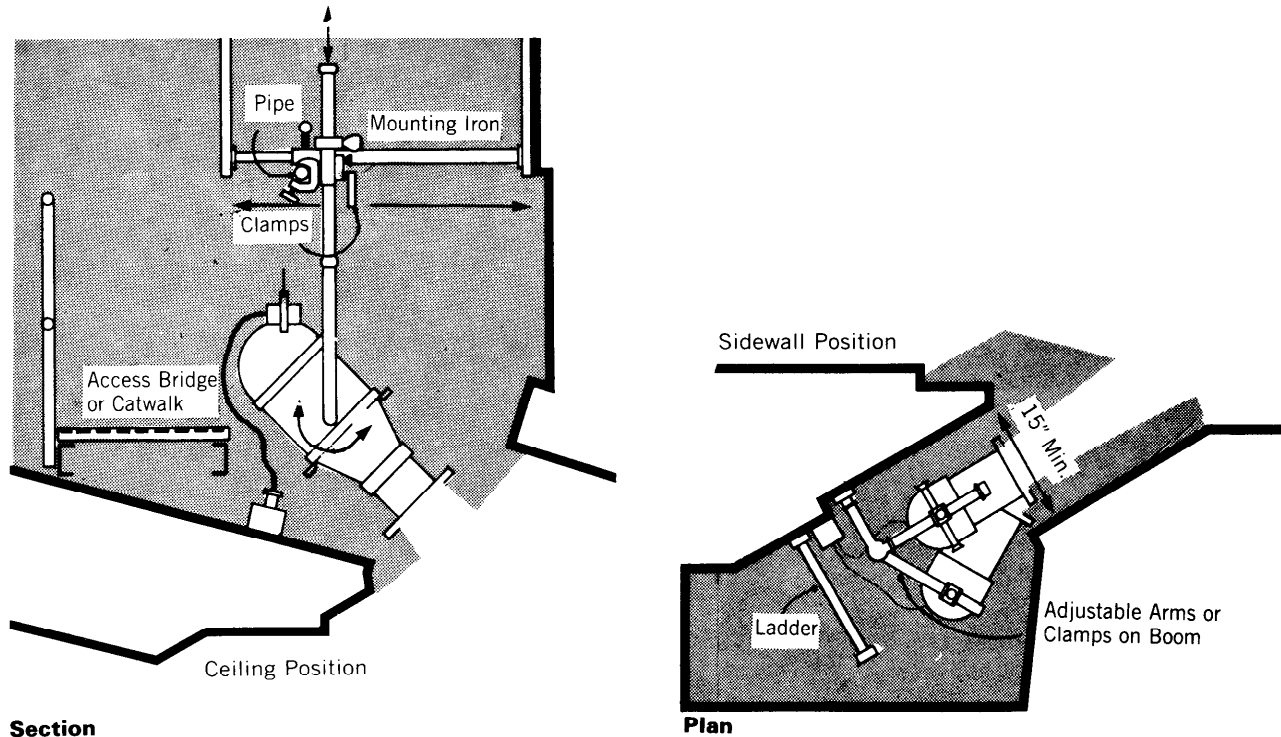 Pipe
Mounting Iron
Clamps
Access Bridge
or Catwalk
Ceiling Position
Section
Sidewall Position
15" Min.
Ladder
Adjustable Arms or
Clamps on Boom
Plan